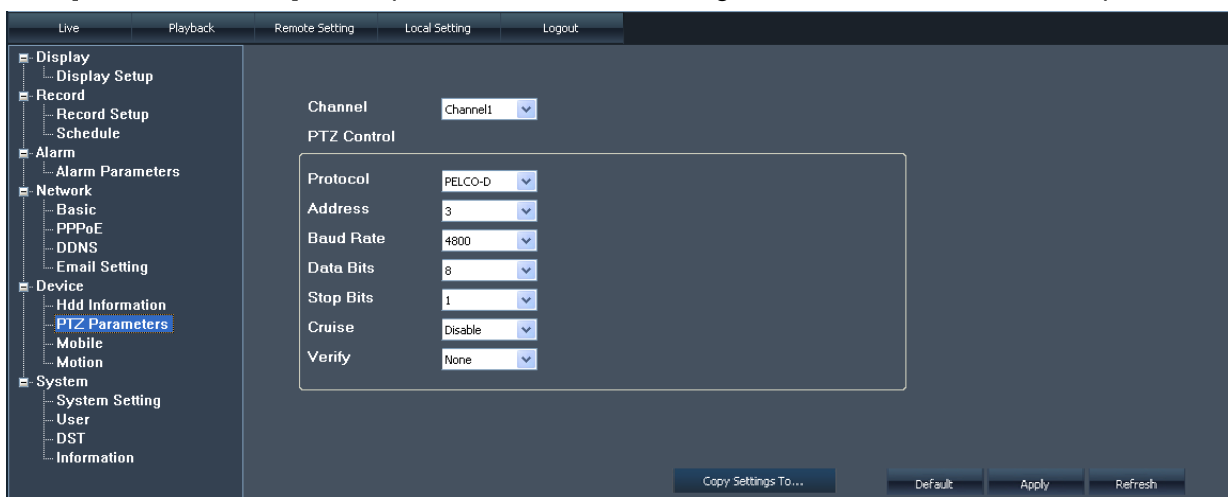 Live Playback Remote Setting Local Setting Logout
Display
Display Setup
Record
Record Setup
Schedule
Alarm
Alarm Parameters
Network
Basic
PPPoE
DDNS
Email Setting
Device
Hdd Information
PTZ Parameters
Mobile
Motion
System
System Setting
User
DST
Information
Channel Channel1
PTZ Control
Protocol PELCO-D
Address 3
Baud Rate 4800
Data Bits 8
Stop Bits 1
Cruise Disable
Verify None
Copy Settings To... Default Apply Refresh